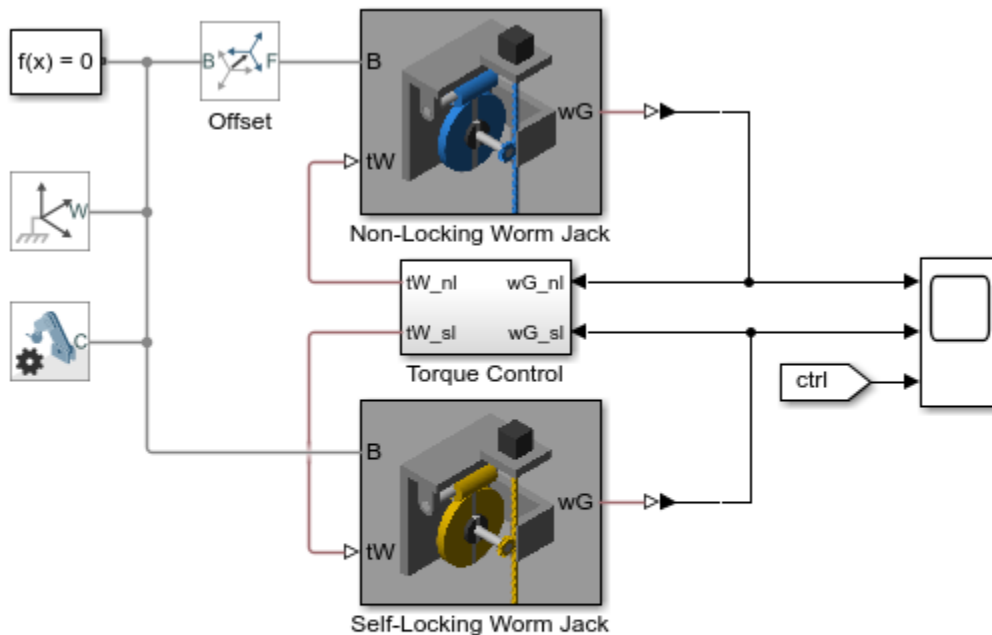 f(x) = 0
B
F
Offset
B
tW
wG
Non-Locking Worm Jack
W
C
tW_nl
wG_nl
tW_sl
wG_sl
Torque Control
ctrl
B
tW
wG
Self-Locking Worm Jack